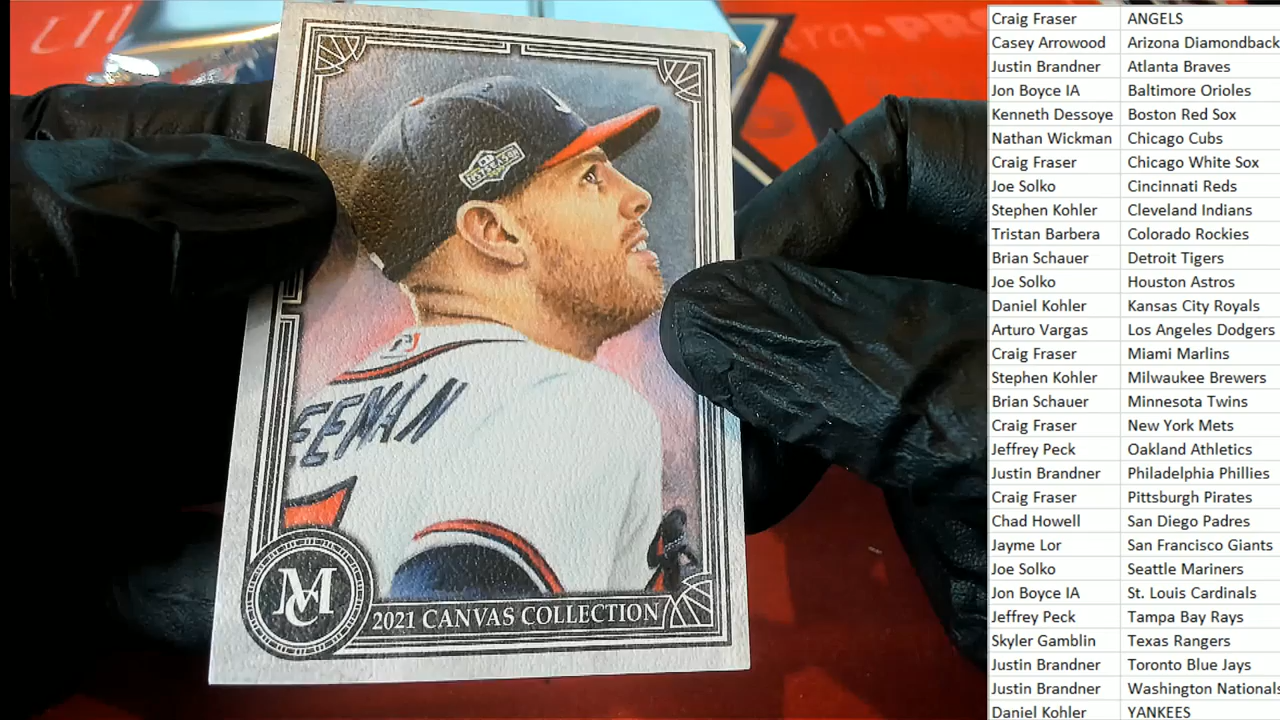 POSTSEASON
EEMAN
MC
2021 CANVAS COLLECTION
Craig Fraser ANGELS
Casey Arrowood Arizona Diamondback
Justin Brandner Atlanta Braves
Jon Boyce IA Baltimore Orioles
Kenneth Dessoye Boston Red Sox
Nathan Wickman Chicago Cubs
Craig Fraser Chicago White Sox
Joe Solko Cincinnati Reds
Stephen Kohler Cleveland Indians
Tristan Barbera Colorado Rockies
Brian Schauer Detroit Tigers
Joe Solko Houston Astros
Daniel Kohler Kansas City Royals
Arturo Vargas Los Angeles Dodgers
Craig Fraser Miami Marlins
Stephen Kohler Milwaukee Brewers
Brian Schauer Minnesota Twins
Craig Fraser New York Mets
Jeffrey Peck Oakland Athletics
Justin Brandner Philadelphia Phillies
Craig Fraser Pittsburgh Pirates
Chad Howell San Diego Padres
Jayme Lor San Francisco Giants
Joe Solko Seattle Mariners
Jon Boyce IA St. Louis Cardinals
Jeffrey Peck Tampa Bay Rays
Skyler Gamblin Texas Rangers
Justin Brandner Toronto Blue Jays
Justin Brandner Washington Nationals
Daniel Kohler YANKEES